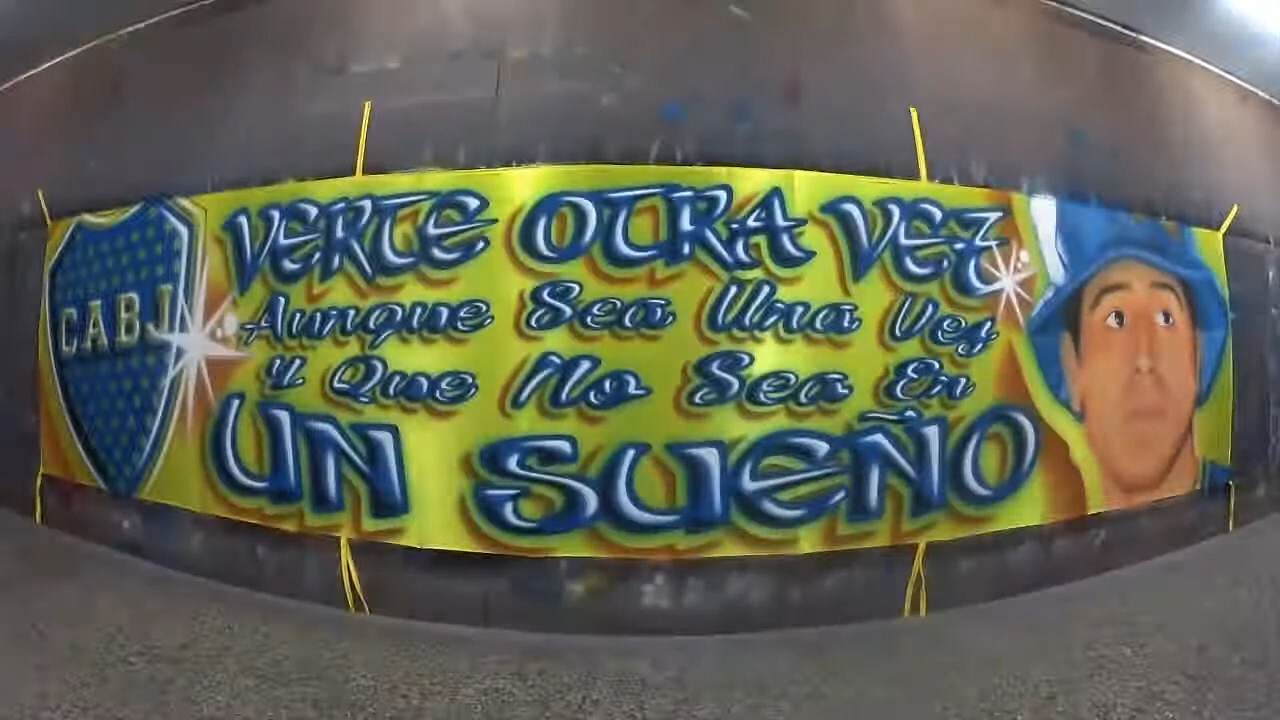 CABJ
VERTE OTRA VEZ
Aunque Sea Una Vez
y Que No Sea En
UN SUEÑO